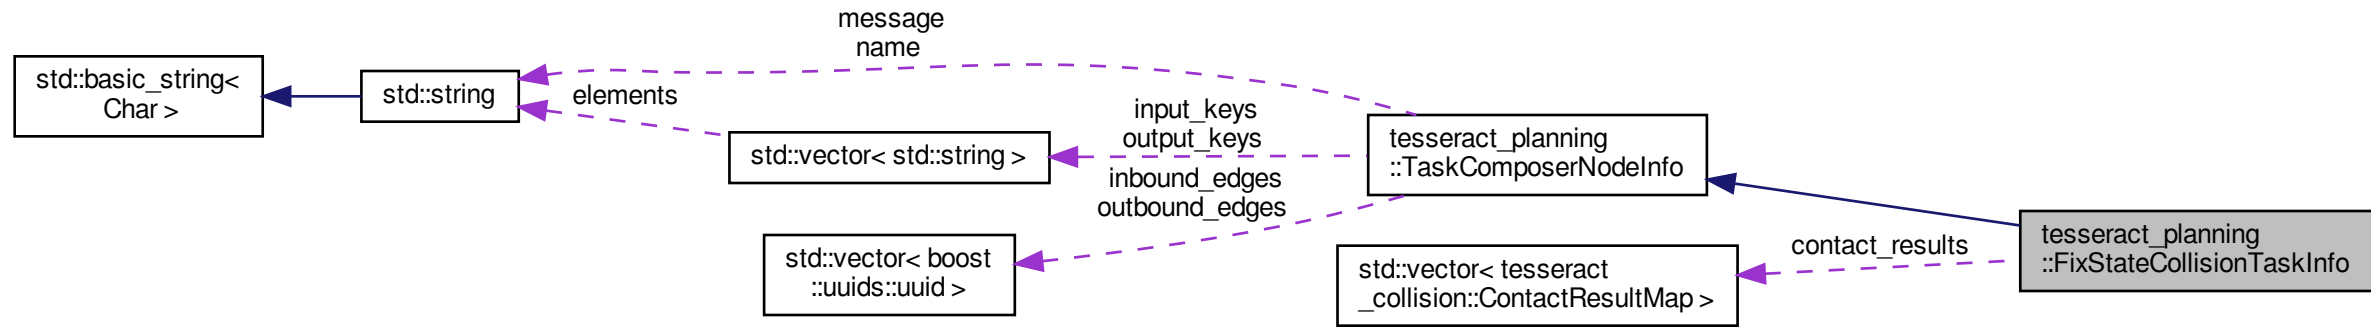 message
name
std::basic_string<
Char >
std::string
elements
input_keys
output_keys
std::vector< std::string >
tesseract_planning
::TaskComposerNodeInfo
inbound_edges
outbound_edges
std::vector< boost
::uuids::uuid >
contact_results
std::vector< tesseract
_collision::ContactResultMap >
tesseract_planning
::FixStateCollisionTaskInfo